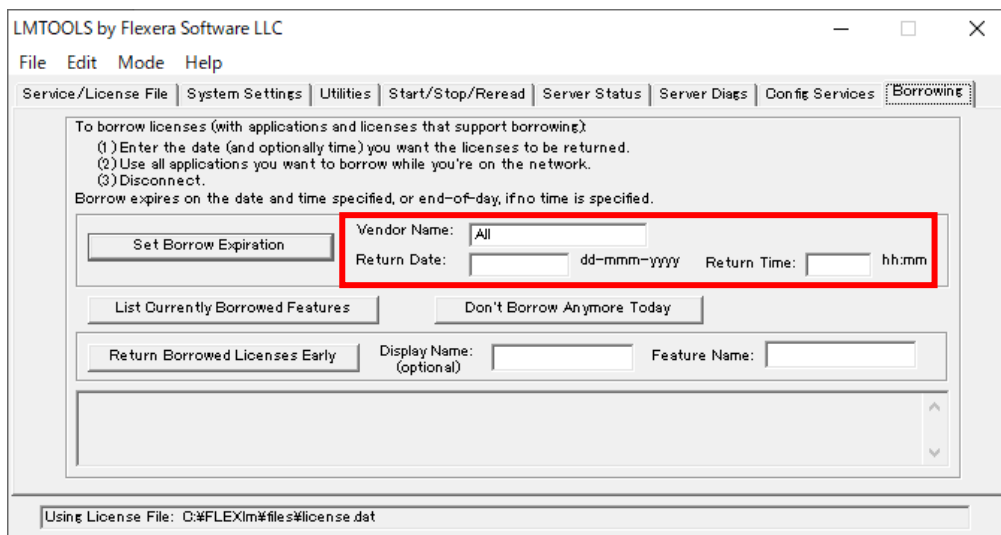 LMTOOLS by Flexera Software LLC
File Edit Mode Help
Service/License File System Settings Utilities Start/Stop/Reread Server Status Server Diags Config Services Borrowing
To borrow licenses (with applications and licenses that support borrowing):
(1) Enter the date (and optionally time) you want the licenses to be returned.
(2) Use all applications you want to borrow while you're on the network.
(3) Disconnect.
Borrow expires on the date and time specified, or end-of-day, if no time is specified.
Set Borrow Expiration Vendor Name: All
Return Date: dd-mmm-yyyy Return Time: hh:mm
List Currently Borrowed Features Don't Borrow Anymore Today
Return Borrowed Licenses Early Display Name: (optional) Feature Name:
Using License File: C:¥FLEXlm¥files¥license.dat